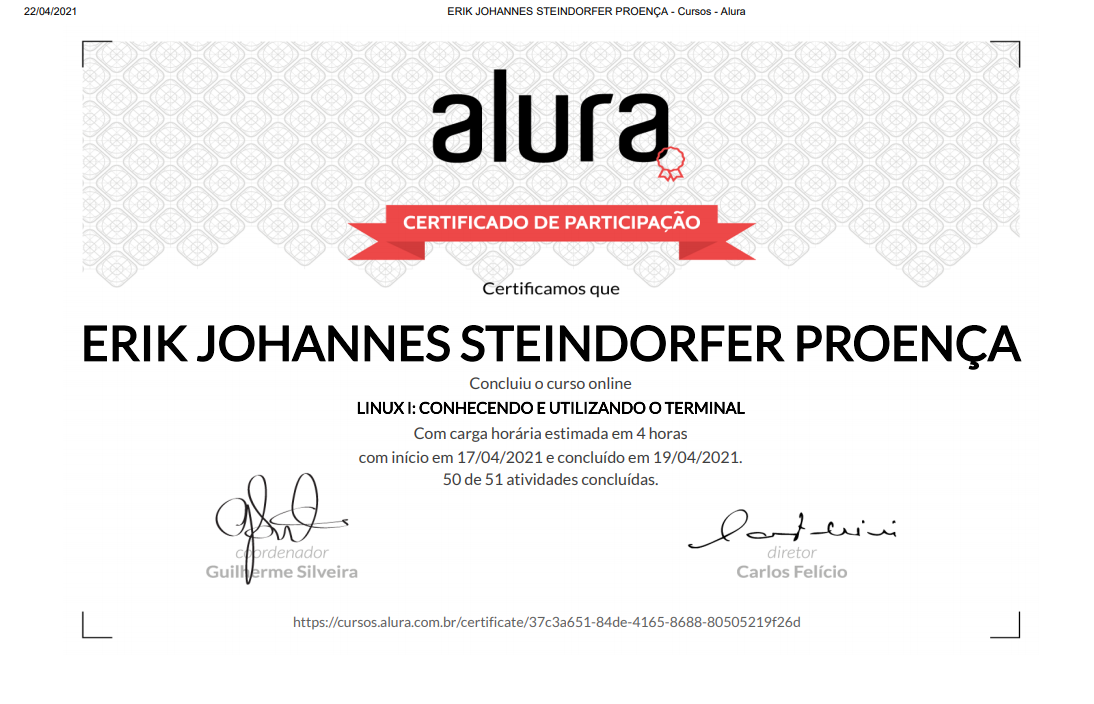 22/04/2021 ERIK JOHANNES STEINDORFER PROENÇA - Cursos - Alura
alura
CERTIFICADO DE PARTICIPAÇÃO
Certificamos que
ERIK JOHANNES STEINDORFER PROENÇA
Concluiu o curso online
LINUX I: CONHECENDO E UTILIZANDO O TERMINAL
Com carga horária estimada em 4 horas
com início em 17/04/2021 e concluído em 19/04/2021.
50 de 51 atividades concluídas.
coordenador
Guilherme Silveira
diretor
Carlos Felício
https://cursos.alura.com.br/certificate/37c3a651-84de-4165-8688-80505219f26d